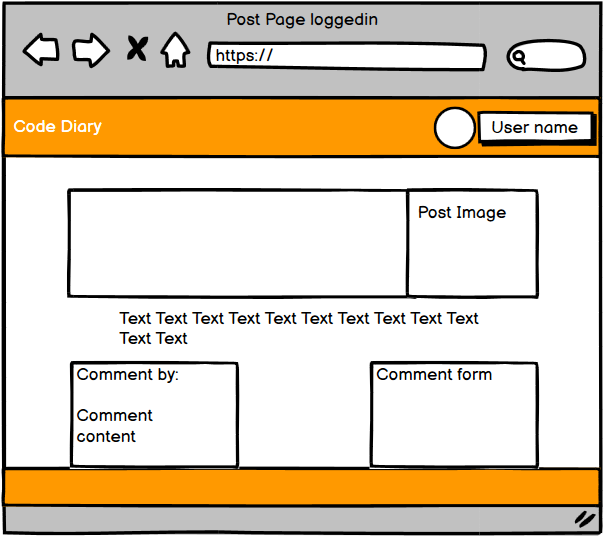 Post Page loggedin
https://
Code Diary
User name
Post Image
Text Text Text Text Text Text Text Text Text Text
Text Text
Comment by:
Comment
content
Comment form